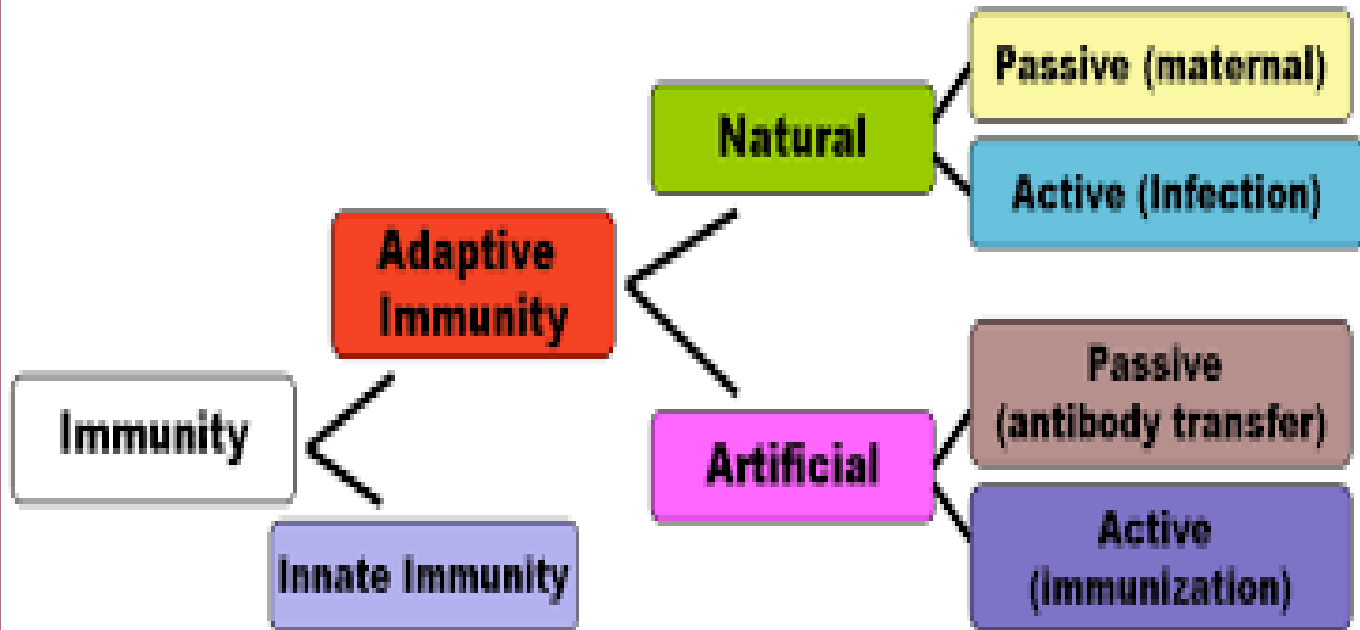 Passive (maternal)
Natural
Active (Infection)
Adaptive
Immunity
Passive
(antibody transfer)
Immunity
Artificial
Active
(immunization)
Innate Immunity